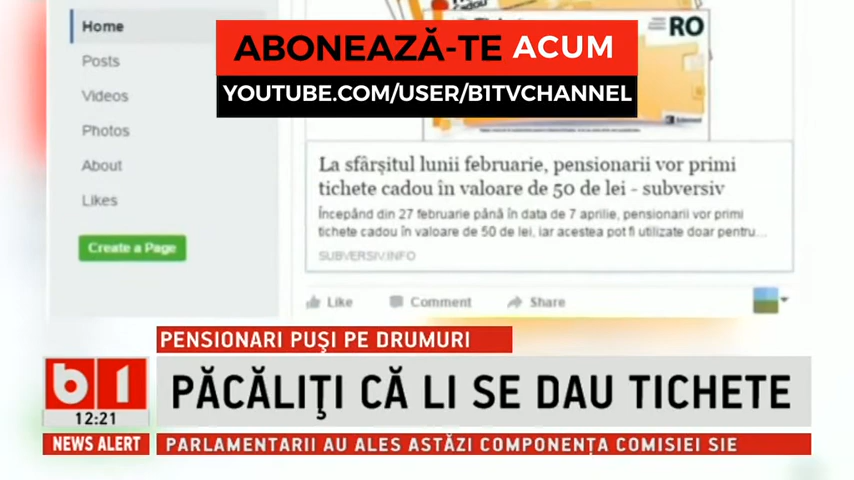 Home
Posts
Videos
Photos
About
Likes
Create a Page
RO
ABONEAZĂ-TE ACUM
YOUTUBE.COM/USER/B1TVCHANNEL
La sfârșitul lunii februarie, pensionarii vor primi
tichete cadou în valoare de 50 de lei - subversiv
Începând din 27 februarie până în data de 7 aprilie, pensionarii vor primi
tichete cadou în valoare de 50 de lei, iar acestea pot fi utilizate doar pentru...
SUBVERSIV.INFO
Like
Comment
Share
PENSIONARI PUŞI PE DRUMURI
b1
PĂCĂLIŢI CĂ LI SE DAU TICHETE
12:21
NEWS ALERT
PARLAMENTARII AU ALES ASTĂZI COMPONENȚA COMISIEI SIE